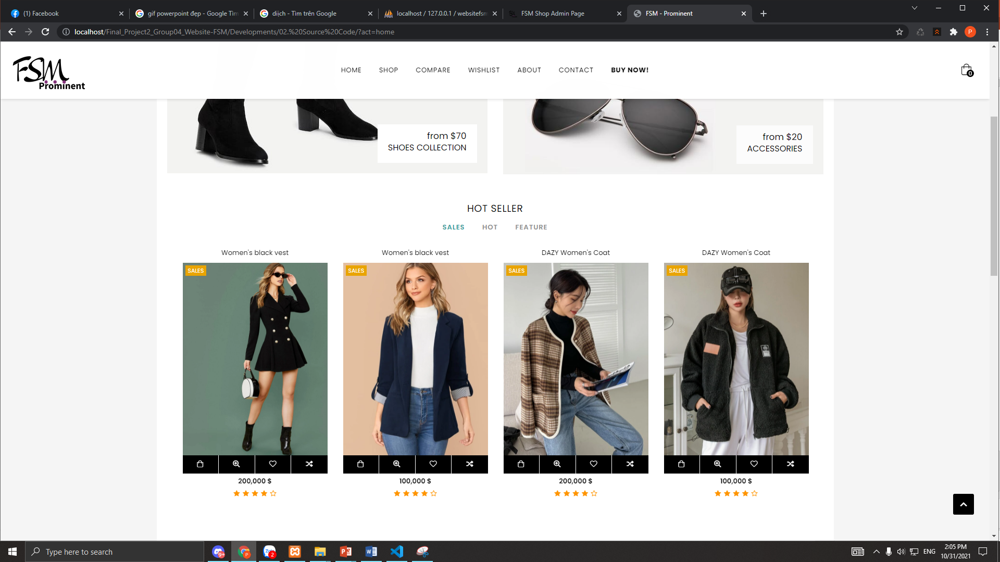 (1) Facebook
gif powerpoint đẹp - Google Tìm
diịch - Tìm trên Google
localhost / 127.0.0.1 / websitefsm
FSM Shop Admin Page
FSM - Prominent
localhost/Final_Project2_Group04_Website-FSM/Developments/02.%20Source%20Code/?act=home
P
FSM
Prominent
HOME
SHOP
COMPARE
WISHLIST
ABOUT
CONTACT
BUY NOW!
0
from $70
SHOES COLLECTION
from $20
ACCESSORIES
HOT SELLER
SALES
HOT
FEATURE
Women's black vest
Women's black vest
DAZY Women's Coat
DAZY Women's Coat
SALES
SALES
SALES
SALES
200,000 $
100,000 $
200,000 $
100,000 $
Type here to search
9+
P
2
ENG
2:05 PM
10/31/2021